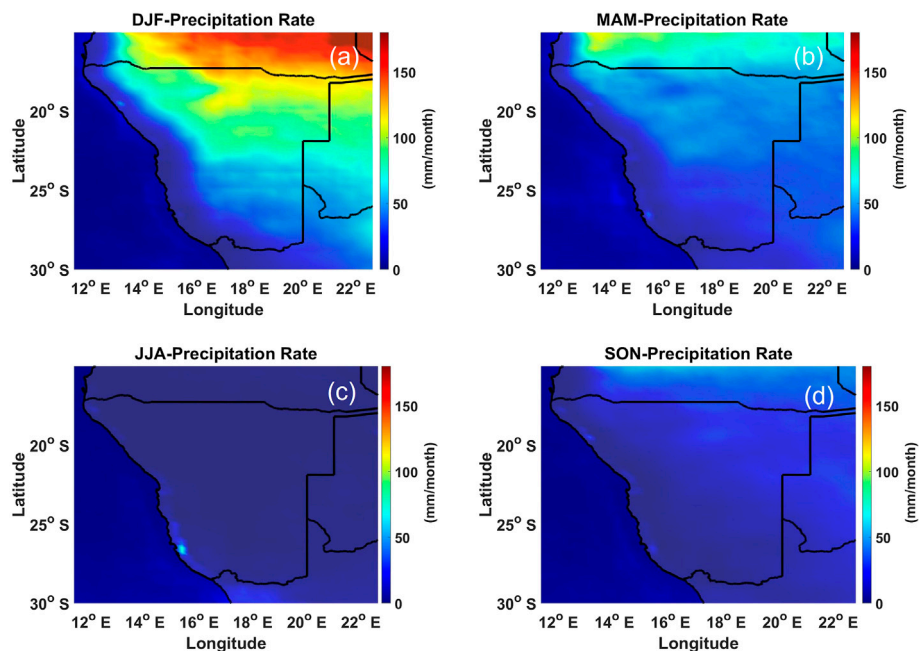 DJF-Precipitation Rate
(a)
Latitude
20° S
25° S
30° S
12° E 14° E 16° E 18° E 20° E 22° E
Longitude
150
100
50
0
(mm/month)
MAM-Precipitation Rate
(b)
Latitude
20° S
25° S
30° S
12° E 14° E 16° E 18° E 20° E 22° E
Longitude
150
100
50
0
(mm/month)
JJA-Precipitation Rate
(c)
Latitude
20° S
25° S
30° S
12° E 14° E 16° E 18° E 20° E 22° E
Longitude
150
100
50
0
(mm/month)
SON-Precipitation Rate
(d)
Latitude
20° S
25° S
30° S
12° E 14° E 16° E 18° E 20° E 22° E
Longitude
150
100
50
0
(mm/month)